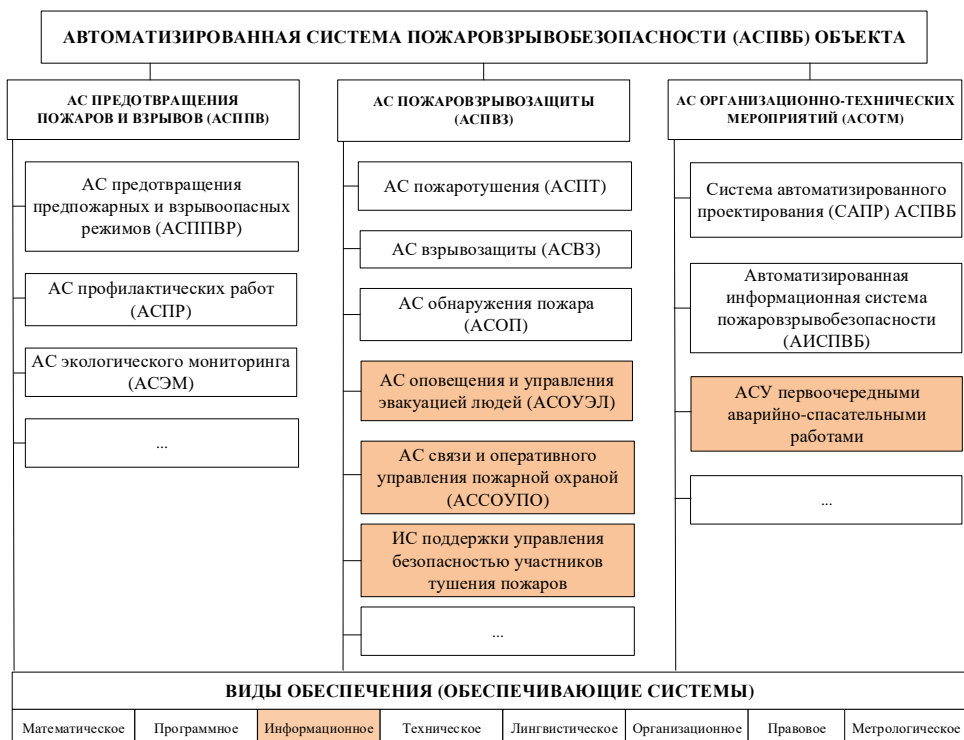 АВТОМАТИЗИРОВАННАЯ СИСТЕМА ПОЖАРОВЗРЫВОБЕЗОПАСНОСТИ (АСПВБ) ОБЪЕКТА
АС ПРЕДОТВРАЩЕНИЯ
ПОЖАРОВ И ВЗРЫВОВ (АСППВ)
АС предотвращения
предпожарных и взрывоопасных
режимов (АСППВР)
АС профилактических работ
(АСПР)
АС экологического мониторинга
(АСЭМ)
...
АС ПОЖАРОВЗРЫВОЗАЩИТЫ
(АСПВЗ)
АС пожаротушения (АСПТ)
АС взрывозащиты (АСВЗ)
АС обнаружения пожара
(АСОП)
АС оповещения и управления
эвакуацией людей (АСОУЭЛ)
АС связи и оперативного
управления пожарной охраной
(АССОУПО)
ИС поддержки управления
безопасностью участников
тушения пожаров
...
АС ОРГАНИЗАЦИОННО-ТЕХНИЧЕСКИХ
МЕРОПРИЯТИЙ (АСОТМ)
Система автоматизированного
проектирования (САПР) АСПВБ
Автоматизированная
информационная система
пожаровзрывобезопасности
(АИСПВБ)
АСУ первоочередными
аварийно-спасательными
работами
...
ВИДЫ ОБЕСПЕЧЕНИЯ (ОБЕСПЕЧИВАЮЩИЕ СИСТЕМЫ)
Математическое Программное Информационное Техническое Лингвистическое Организационное Правовое Метрологическое